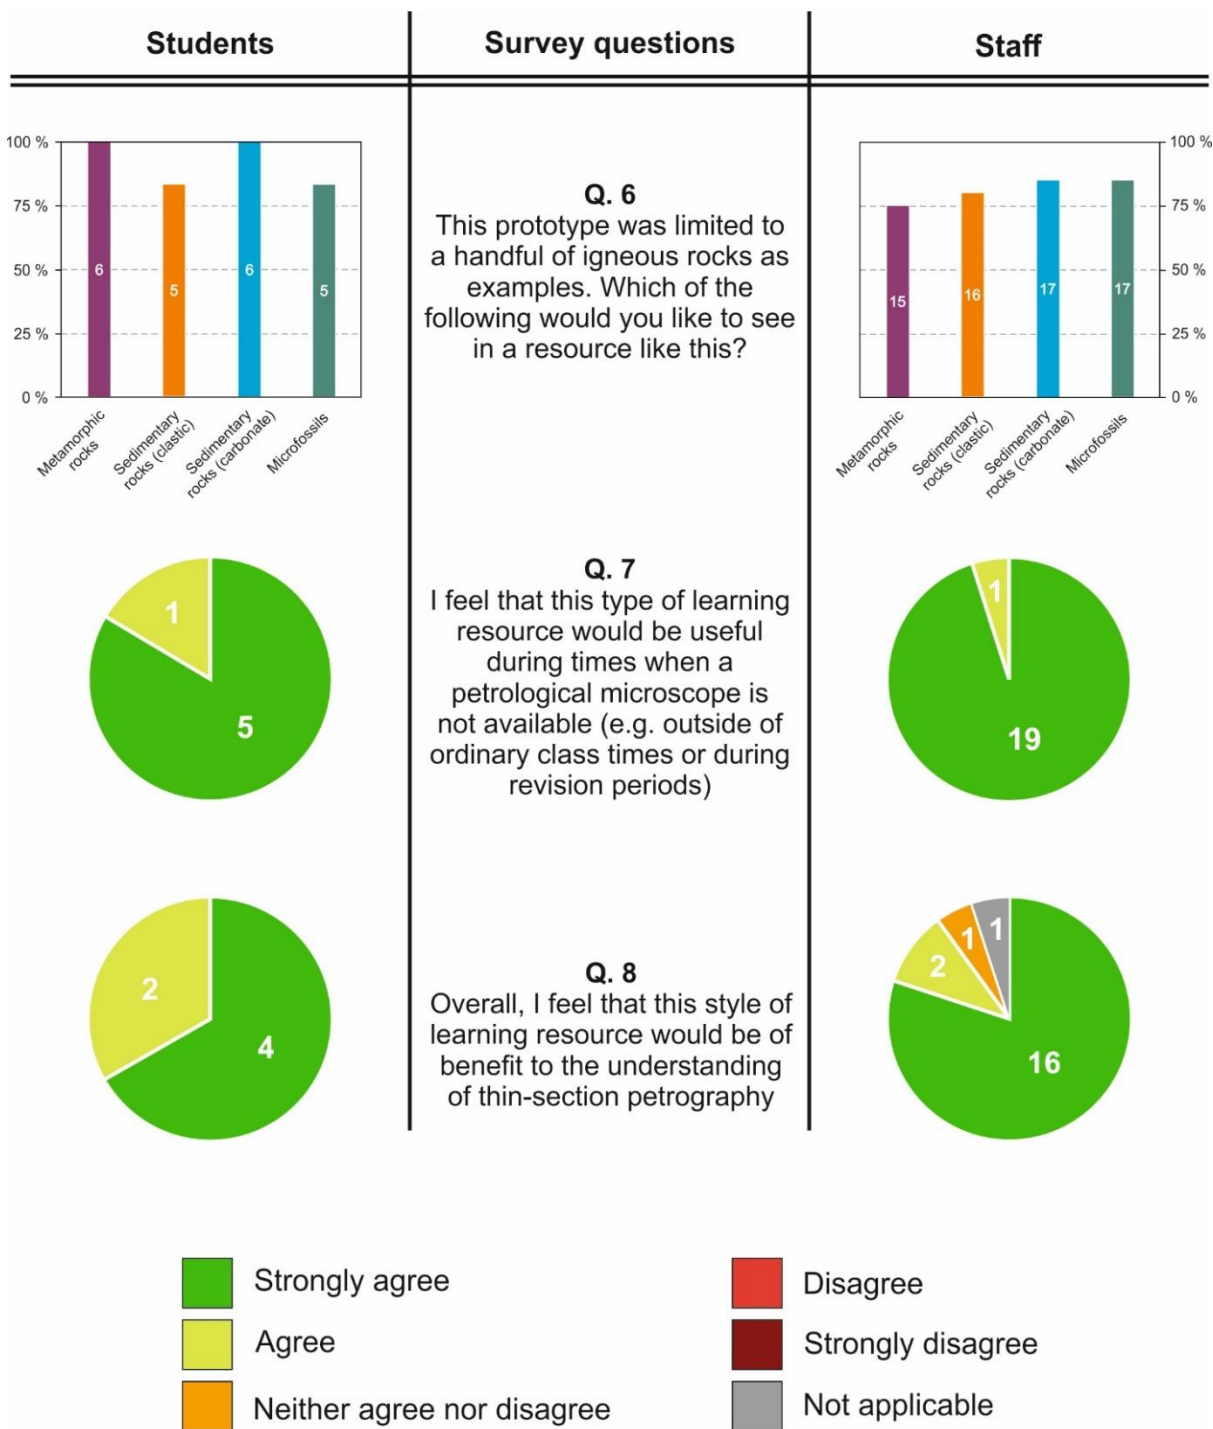 Students
Survey questions
Staff
100 %
75 %
50 %
25 %
0 %
6
5
6
5
Metamorphic
rocks
Sedimentary
rocks (clastic)
Sedimentary
rocks (carbonate)
Microfossils
Q. 6
This prototype was limited to
a handful of igneous rocks as
examples. Which of the
following would you like to see
in a resource like this?
100 %
75 %
50 %
25 %
0 %
15
16
17
17
Metamorphic
rocks
Sedimentary
rocks (clastic)
Sedimentary
rocks (carbonate)
Microfossils
1
5
Q. 7
I feel that this type of learning
resource would be useful
during times when a
petrological microscope is
not available (e.g. outside of
ordinary class times or during
revision periods)
1
19
2
4
Q. 8
Overall, I feel that this style of
learning resource would be of
benefit to the understanding
of thin-section petrography
2
1
1
16
Strongly agree
Agree
Neither agree nor disagree
Disagree
Strongly disagree
Not applicable